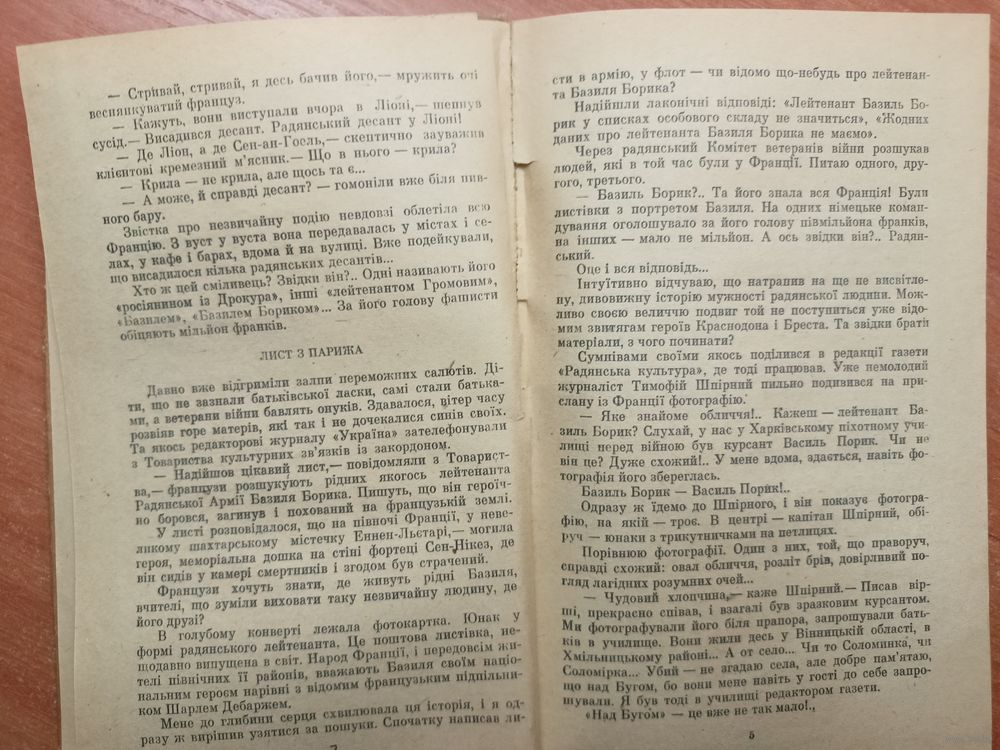 — Стривай, стривай, я десь бачив його,— мружить очі
веснянкуватий француз.
— Кажуть, вони виступали вчора в Ліоні,— шепнув
сусід.— Висадився десант. Радянський десант у Ліоні!
— Де Ліон, а де Сен-ан-Гоель,— скептично зауважив
клієнтові кремезний м'ясник.— Що в нього — крила?
— Крила — не крила, але щось та є...
— А може, й справді десант? — гомоніли вже біля пив-
ного бару.
Звістка про незвичайну подію невдовзі облетіла всю
Францію. З вуст у вуста вона передавалась у містах і се-
лах, у кафе і барах, вдома й на вулиці. Вже подейкували,
що висадилося кілька радянських десантів...
Хто ж цей сміливець? Звідки він?.. Одні називають його
«росіянином із Дрокура», інші «лейтенантом Громовим»,
«Базилем», «Базилем Бориком»... За його голову фашисти
обіцяють мільйон франків.
ЛИСТ З ПАРИЖА
Давно вже відгриміли залпи переможних салютів. Ді-
ти, що не зазнали батьківської ласки, самі стали батька-
ми, а ветерани війни бавлять онуків. Здавалося, вітер часу
розвіяв горе матерів, які так і не дочекалися синів своїх.
Та якось редакторові журналу «Україна» зателефонували
з Товариства культурних зв'язків із закордоном.
— Надійшов цікавий лист,— повідомляли з Товарист-
ва,— французи розшукують рідних якогось лейтенанта
Радянської Армії Базиля Борика. Пишуть, що він героїч-
но боровся, загинув і похований на французькій землі.
У листі розповідалося, що на півночі Франції, у неве-
ликому шахтарському містечку Еннен-Льєтарі,— могила
героя, меморіальна дошка на стіні фортеці Сен-Нікез, де
він сидів у камері смертників і згодом був страчений.
Французи хочуть знати, де живуть рідні Базиля,
вчителі, що зуміли виховати таку незвичайну людину, де
його друзі?
В голубому конверті лежала фотокартка. Юнак у
формі радянського лейтенанта. Це поштова листівка, не-
щодавно випущена в світ. Народ Франції, і передовсім жи-
телі північних її районів, вважають Базиля своїм націо-
нальним героєм нарівні з відомим французьким підпільни-
ком Шарлем Дебаржем.
Мене до глибини серця схвилювала ця історія, і я од-
разу ж вирішив узятися за пошуки. Спочатку написав ли-
сти в армію, у флот — чи відомо що-небудь про лейтенан-
та Базиля Борика?
Надійшли лаконічні відповіді: «Лейтенант Базиль Бо-
рик у списках особового складу не значиться», «Жодних
даних про лейтенанта Базиля Борика не маємо».
Через радянський Комітет ветеранів війни розшукав
людей, які в той час були у Франції. Питаю одного, дру-
гого, третього.
— Базиль Борик?.. Та його знала вся Франція! Були
листівки з портретом Базиля. На одних німецьке коман-
дування оголошувало за його голову півмільйона франків,
на інших — мало не мільйон. А ось звідки він?.. Радян-
ський.
Оце і вся відповідь...
Інтуїтивно відчуваю, що натрапив на ще не висвітле-
ну, дивовижну історію мужності радянської людини. Мож-
ливо своєю величчю подвиг той не поступиться уже відо-
мим звитягам героїв Краснодона і Бреста. Та звідки брати
матеріали, з чого починати?
Сумнівами своїми якось поділився в редакції газети
«Радянська культура», де тоді працював. Уже немолодий
журналіст Тимофій Шпірний пильно подивився на при-
слану із Франції фотографію.
— Яке знайоме обличчя!.. Кажеш — лейтенант Ба-
зиль Борик? Слухай, у нас у Харківському піхотному учи-
лищі перед війною був курсант Василь Порик. Чи не
він це? Дуже схожий!.. У мене вдома, здається, навіть фо-
тографія його збереглась.
Базиль Борик — Василь Порик!..
Одразу ж їдемо до Шпірного, і він показує фотогра-
фію, на якій — троє. В центрі — капітан Шпірний, обі-
руч — юнаки з трикутничками на петлицях.
Порівнюю фотографії. Один з них, той, що праворуч,
справді схожий: овал обличчя, розліт брів, довірливий по-
гляд лагідних розумних очей...
— Чудовий хлопчина,— каже Шпірний.— Писав вір-
ші, прекрасно співав, і взагалі був зразковим курсантом.
Ми фотографували його біля прапора, запрошували бать-
ків в училище. Вони жили десь у Вінницькій області, в
Хмільницькому районі... А от село... Чи то Соломинка, чи
Соломірка... Убий — не згадаю села, але добре пам'ятаю,
що над Бугом, бо вони мене навіть у гості до себе запро-
шували. Я був тоді в училищі редактором газети.
«Над Бугом» — це вже не так мало!..
5